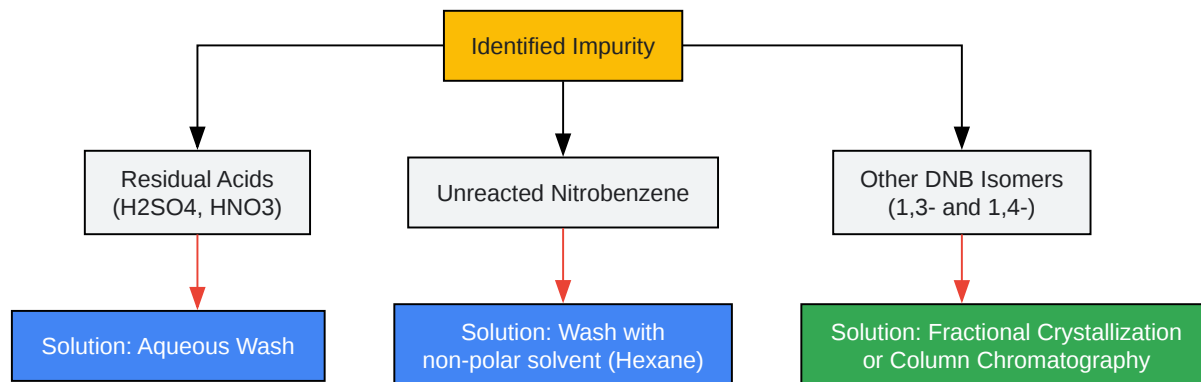 Identified Impurity
Residual Acids
(H2SO4, HNO3)
Unreacted Nitrobenzene
Other DNB Isomers
(1,3- and 1,4-)
Solution: Aqueous Wash
Solution: Wash with
non-polar solvent (Hexane)
Solution: Fractional Crystallization
or Column Chromatography